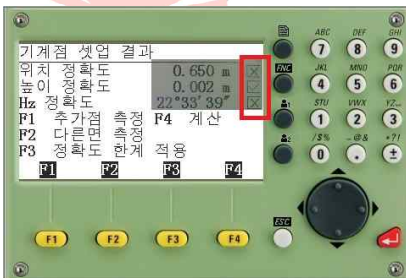 기계점 셋업 결과
위치 정확도 0.650 m
높이 정확도 0.002 m
Hz 정확도 22°33'39"
F1 추가점 측정 F4 계산
F2 다른면 측정
F3 정확도 한계 적용
F1 F2 F3 F4
F1 F2 F3 F4
ABC DEF GHI
7 8 9
FNC JKL MNO PQR
4 5 6
STU VWX YZ..
1 2 3
/$% _@& *?!
0 . ±
ESC